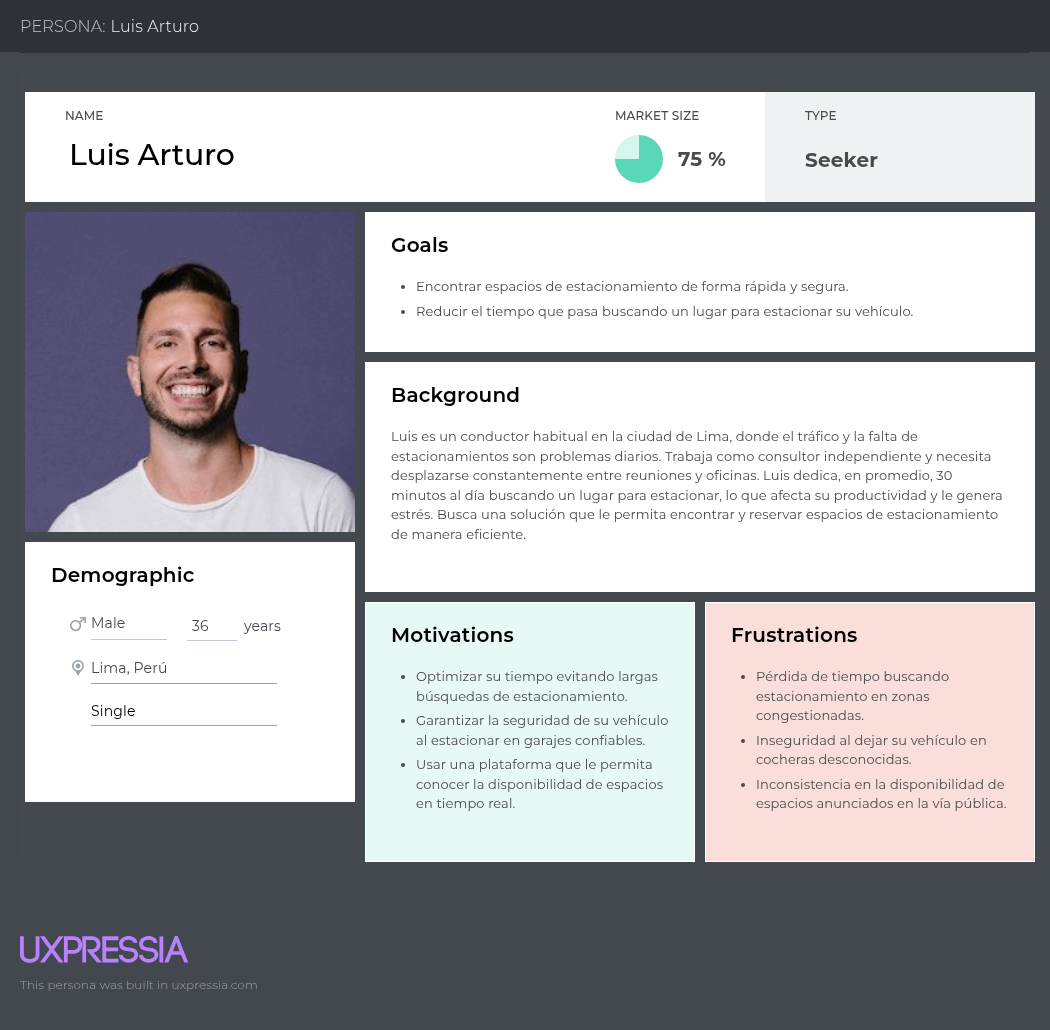 PERSONA: Luis Arturo
NAME
Luis Arturo
MARKET SIZE
75 %
TYPE
Seeker
Goals
• Encontrar espacios de estacionamiento de forma rápida y segura.
• Reducir el tiempo que pasa buscando un lugar para estacionar su vehículo.
Background
Luis es un conductor habitual en la ciudad de Lima, donde el tráfico y la falta de
estacionamientos son problemas diarios. Trabaja como consultor independiente y necesita
desplazarse constantemente entre reuniones y oficinas. Luis dedica, en promedio, 30
minutos al día buscando un lugar para estacionar, lo que afecta su productividad y le genera
estrés. Busca una solución que le permita encontrar y reservar espacios de estacionamiento
de manera eficiente.
Demographic
Male 36 years
Lima, Perú
Single
Motivations
• Optimizar su tiempo evitando largas
búsquedas de estacionamiento.
• Garantizar la seguridad de su vehículo
al estacionar en garajes confiables.
• Usar una plataforma que le permita
conocer la disponibilidad de espacios
en tiempo real.
Frustrations
• Pérdida de tiempo buscando
estacionamiento en zonas
congestionadas.
• Inseguridad al dejar su vehículo en
cocheras desconocidas.
• Inconsistencia en la disponibilidad de
espacios anunciados en la vía pública.
UXPRESSIA
This persona was built in uxpressia.com